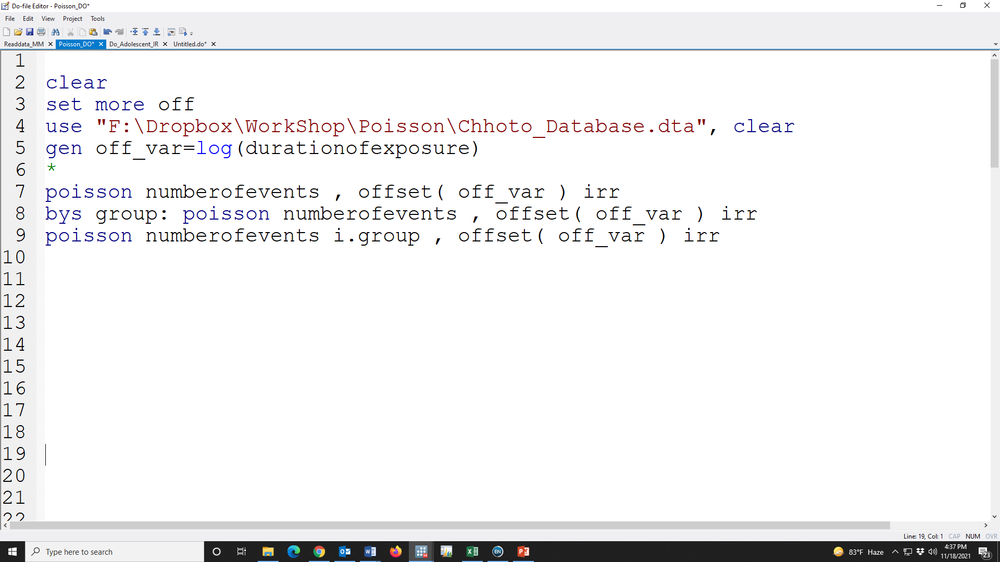 Do-file Editor - Poisson_DO*
File Edit View Project Tools
Readdata_MM Poisson_DO* Do_Adolescent_IR Untitled.do*
1
2 clear
3 set more off
4 use "F:\Dropbox\WorkShop\Poisson\Chhoto_Database.dta", clear
5 gen off_var=log(durationofexposure)
6 *
7 poisson numberofevents , offset( off_var ) irr
8 bys group: poisson numberofevents , offset( off_var ) irr
9 poisson numberofevents i.group , offset( off_var ) irr
10
11
12
13
14
15
16
17
18
19
20
21
22
Line: 19, Col: 1 CAP NUM OVR
Type here to search
14
EN
83°F Haze
4:37 PM
11/18/2021
23